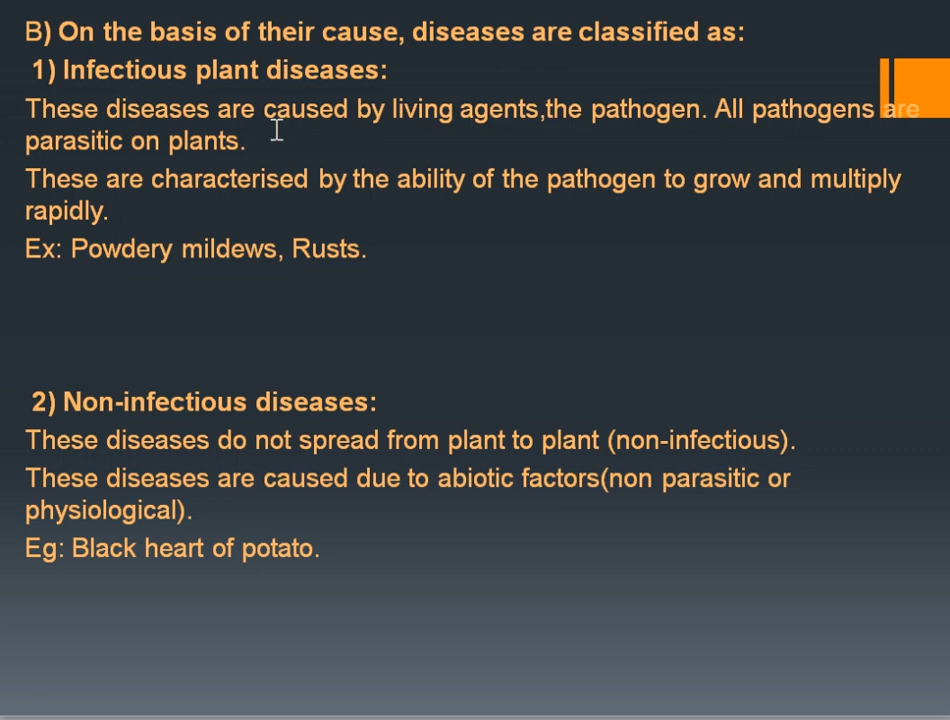 B) On the basis of their cause, diseases are classified as:
1) Infectious plant diseases:
These diseases are caused by living agents,the pathogen. All pathogens are
parasitic on plants.
These are characterised by the ability of the pathogen to grow and multiply
rapidly.
Ex: Powdery mildews, Rusts.
2) Non-infectious diseases:
These diseases do not spread from plant to plant (non-infectious).
These diseases are caused due to abiotic factors(non parasitic or
physiological).
Eg: Black heart of potato.